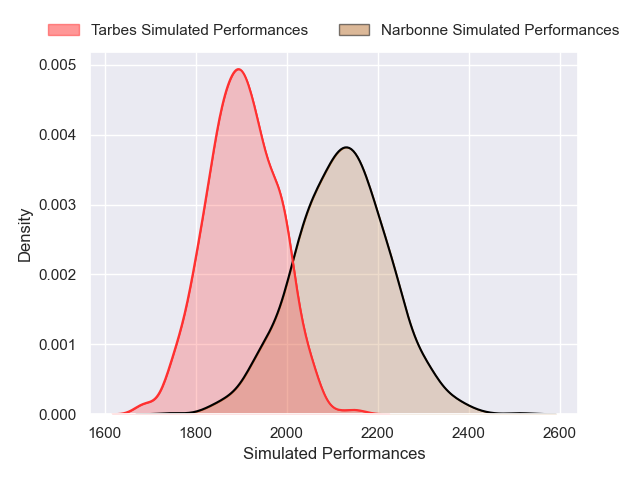 Tarbes Simulated Performances Narbonne Simulated Performances
0.005
0.004
0.003
0.002
0.001
0.000
Density
1600 1800 2000 2200 2400 2600
Simulated Performances